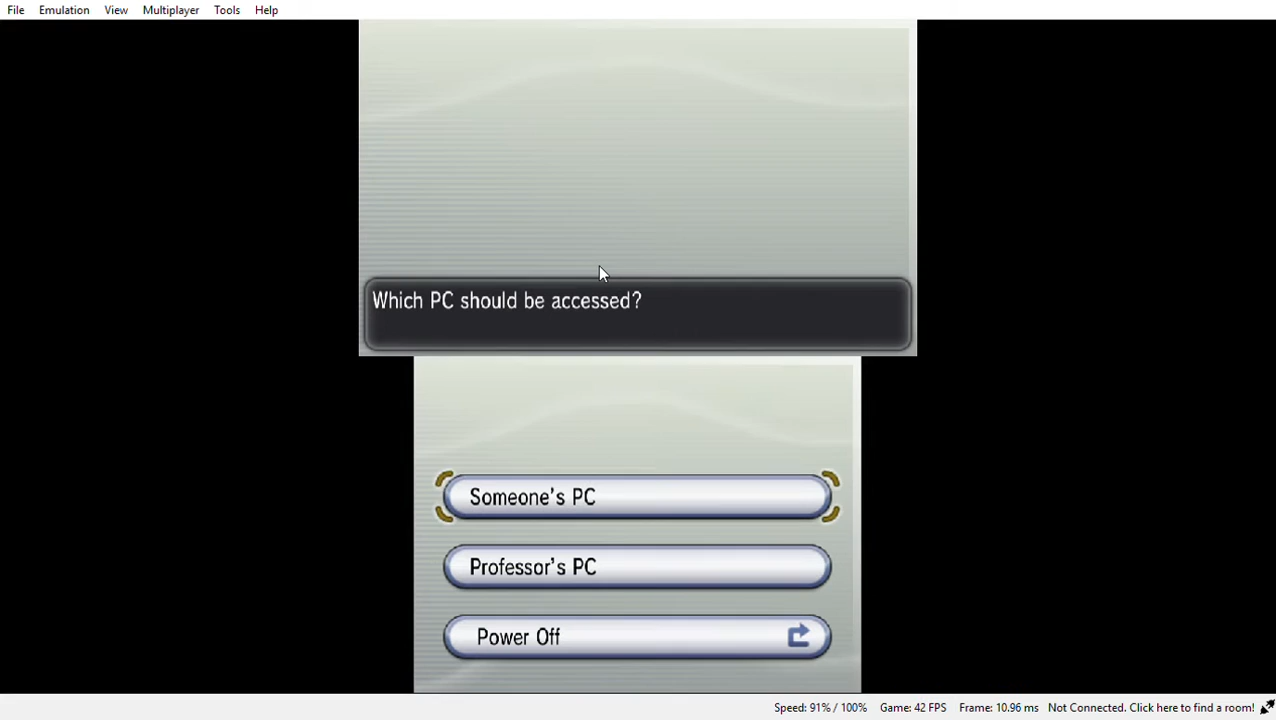 File Emulation View Multiplayer Tools Help
Which PC should be accessed?
Someone's PC
Professor's PC
Power Off
Speed: 91% / 100% Game: 42 FPS Frame: 10.96 ms Not Connected. Click here to find a room!